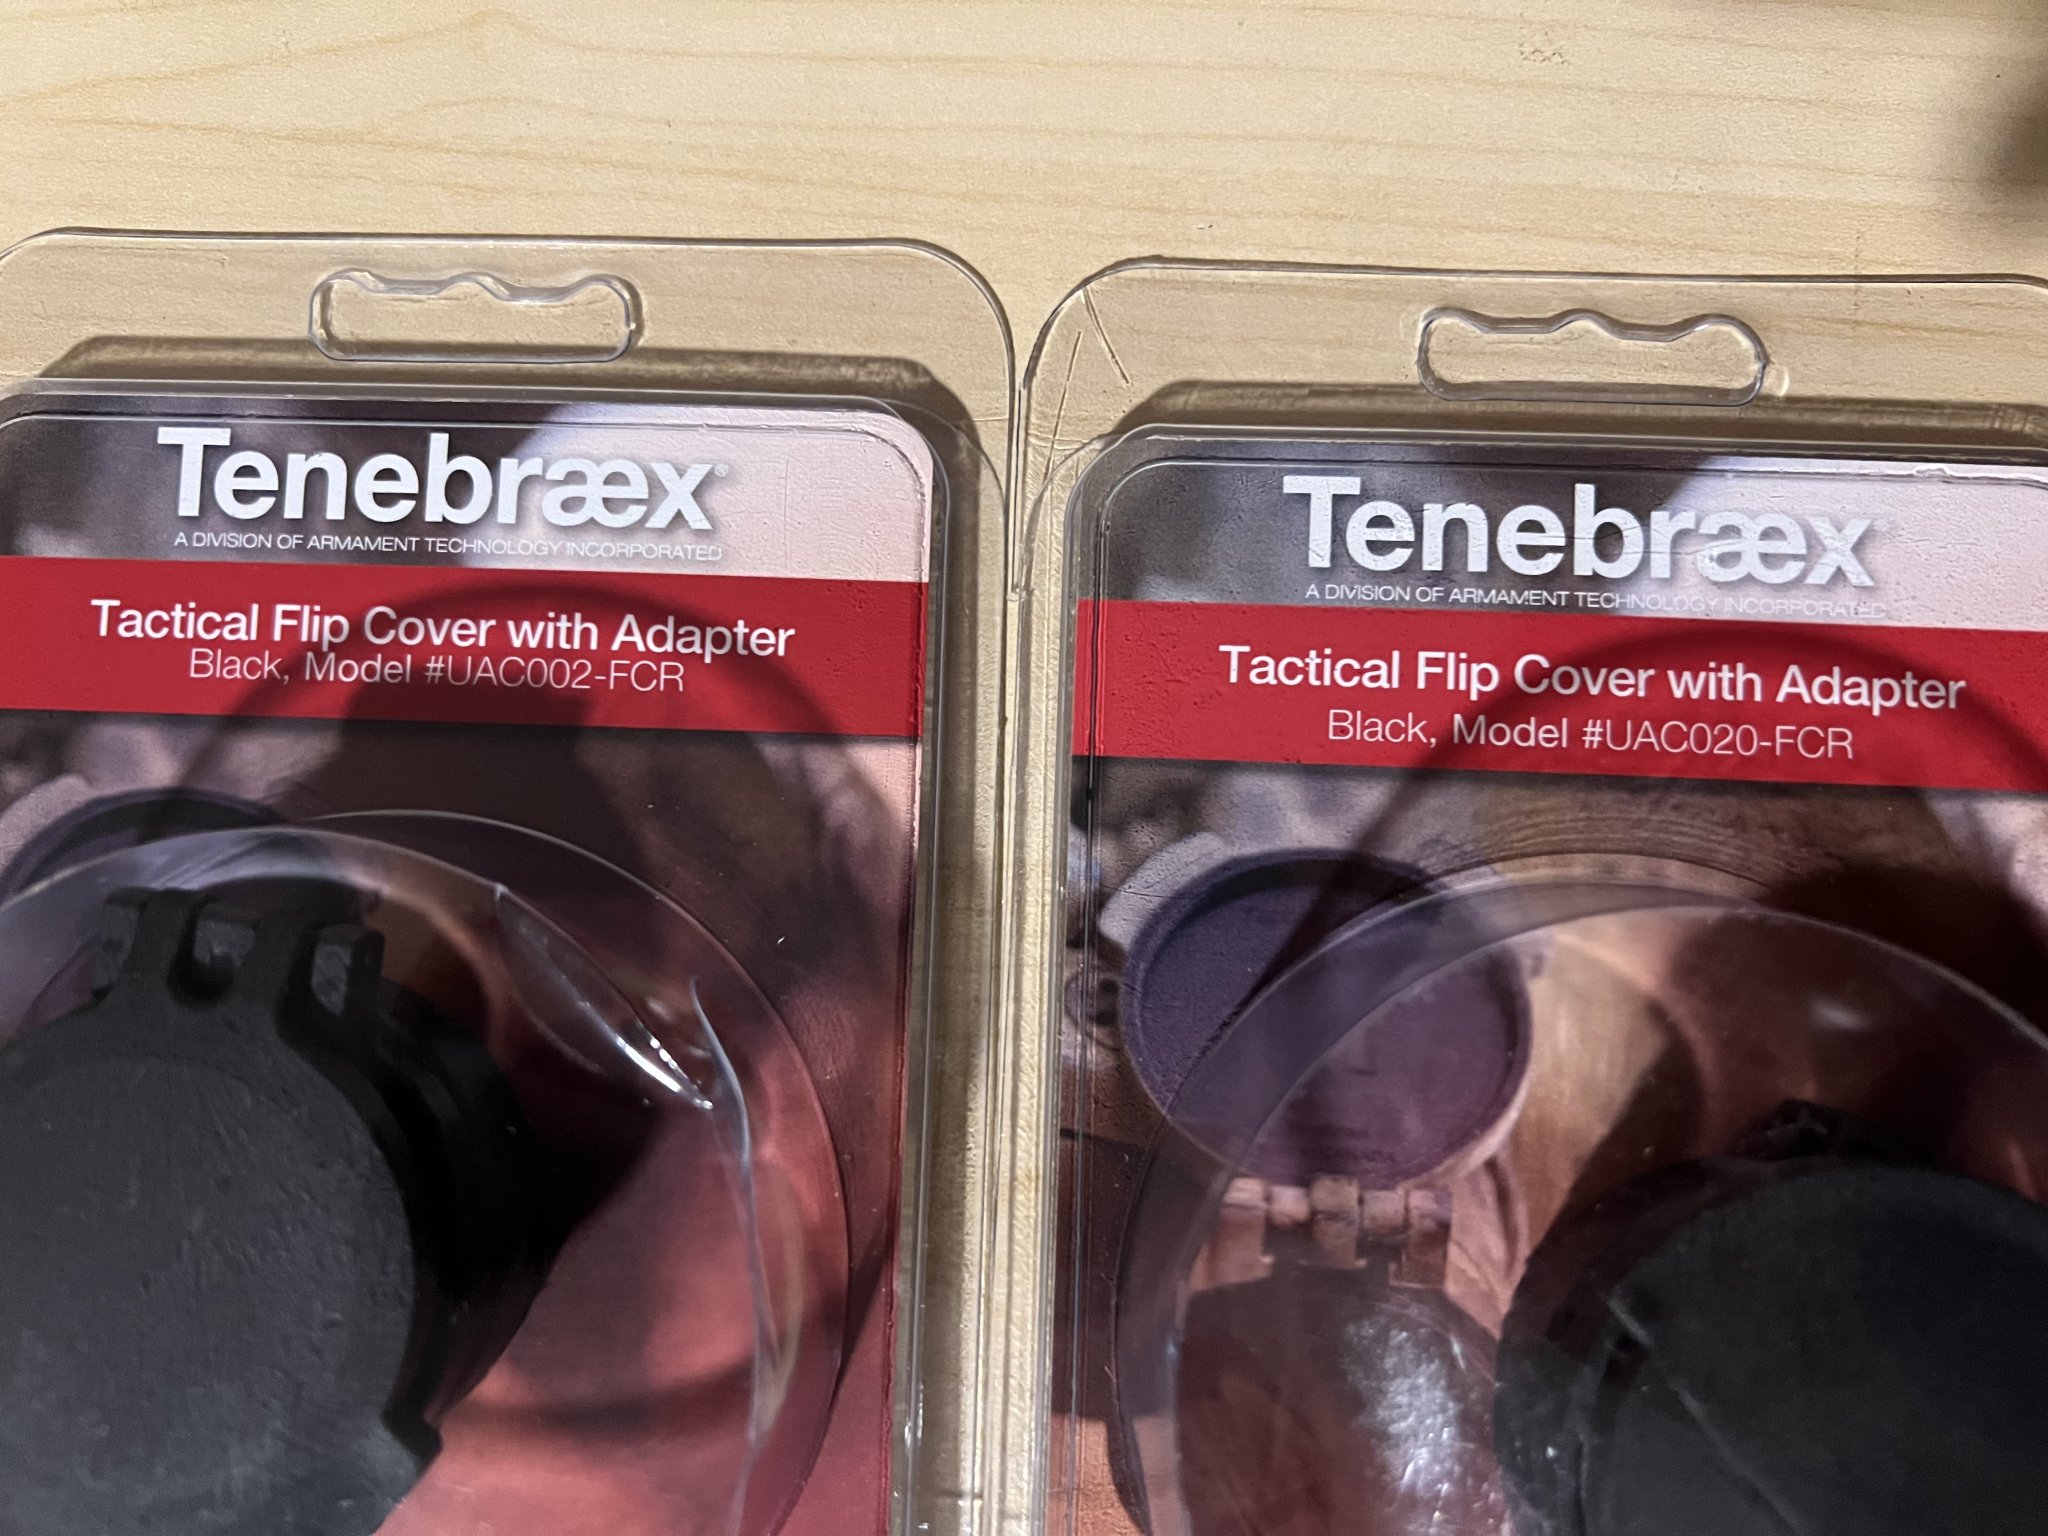 Tenebræx®
A DIVISION OF ARMAMENT TECHNOLOGY INCORPORATED
Tactical Flip Cover with Adapter
Black, Model #UAC002-FCR
Tenebræx
A DIVISION OF ARMAMENT TECHNOLOGY INCORPORATED
Tactical Flip Cover with Adapter
Black, Model #UAC020-FCR